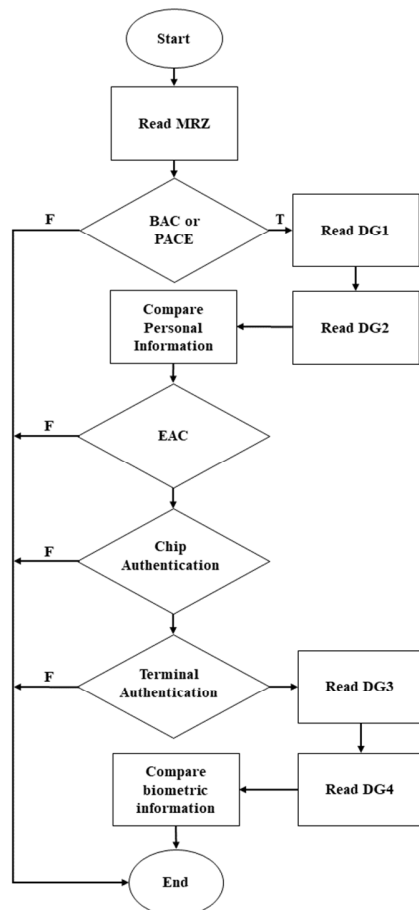 Start
Read MRZ
F
BAC or
PACE
T
Read DG1
Compare
Personal
Information
Read DG2
F
EAC
F
Chip
Authentication
F
Terminal
Authentication
Read DG3
Compare
biometric
information
Read DG4
End